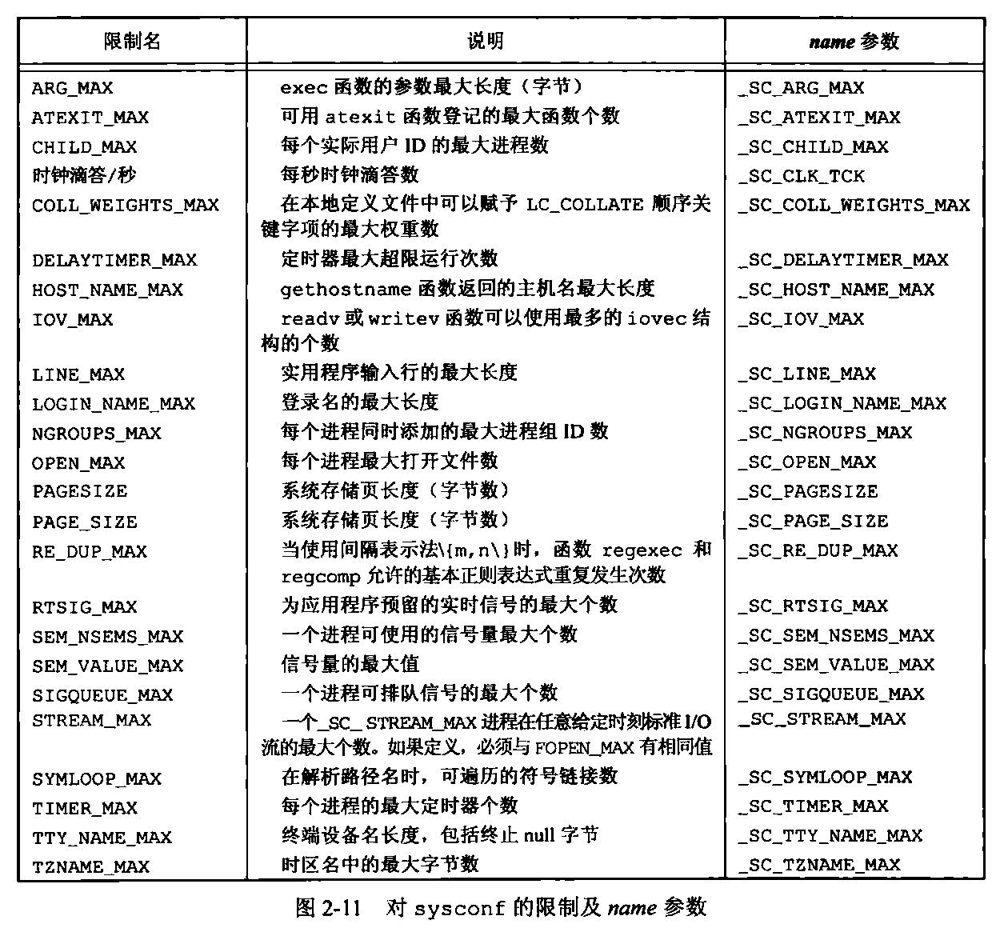 限制名 说明 name 参数
ARG_MAX exec 函数的参数最大长度（字节） _SC_ARG_MAX
ATEXIT_MAX 可用 atexit 函数登记的最大函数个数 _SC_ATEXIT_MAX
CHILD_MAX 每个实际用户 ID 的最大进程数 _SC_CHILD_MAX
时钟滴答/秒 每秒时钟滴答数 _SC_CLK_TCK
COLL_WEIGHTS_MAX 在本地定义文件中可以赋予 LC_COLLATE 顺序关 _SC_COLL_WEIGHTS_MAX
键字项的最大权重数
DELAYTIMER_MAX 定时器最大超限运行次数 _SC_DELAYTIMER_MAX
HOST_NAME_MAX gethostname 函数返回的主机名最大长度 _SC_HOST_NAME_MAX
IOV_MAX readv 或 writev 函数可以使用最多的 iovec 结 _SC_IOV_MAX
构的个数
LINE_MAX 实用程序输入行的最大长度 _SC_LINE_MAX
LOGIN_NAME_MAX 登录名的最大长度 _SC_LOGIN_NAME_MAX
NGROUPS_MAX 每个进程同时添加的最大进程组 ID 数 _SC_NGROUPS_MAX
OPEN_MAX 每个进程最大打开文件数 _SC_OPEN_MAX
PAGESIZE 系统存储页长度（字节数） _SC_PAGESIZE
PAGE_SIZE 系统存储页长度（字节数） _SC_PAGE_SIZE
RE_DUP_MAX 当使用间隔表示法\{m,n\}时，函数 regexec 和 _SC_RE_DUP_MAX
regcomp 允许的基本正则表达式重复发生次数
RTSIG_MAX 为应用程序预留的实时信号的最大个数 _SC_RTSIG_MAX
SEM_NSEMS_MAX 一个进程可使用的信号量最大个数 _SC_SEM_NSEMS_MAX
SEM_VALUE_MAX 信号量的最大值 _SC_SEM_VALUE_MAX
SIGQUEUE_MAX 一个进程可排队信号的最大个数 _SC_SIGQUEUE_MAX
STREAM_MAX 一个_SC_ STREAM_MAX 进程在任意给定时刻标准 I/O _SC_STREAM_MAX
流的最大个数。如果定义，必须与 FOPEN_MAX 有相同值
SYMLOOP_MAX 在解析路径名时，可遍历的符号链接数 _SC_SYMLOOP_MAX
TIMER_MAX 每个进程的最大定时器个数 _SC_TIMER_MAX
TTY_NAME_MAX 终端设备名长度，包括终止 null 字节 _SC_TTY_NAME_MAX
TZNAME_MAX 时区名中的最大字节数 _SC_TZNAME_MAX
图 2-11 对 sysconf 的限制及 name 参数